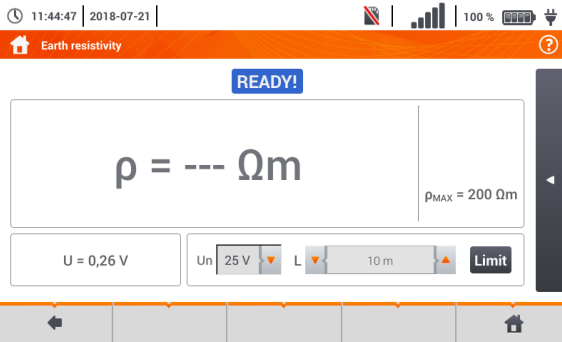 11:44:47 2018-07-21 100 %
Earth resistivity ?
READY!
ρ = --- Ωm
ρMAX = 200 Ωm
U = 0,26 V
Un 25 V L 10 m Limit